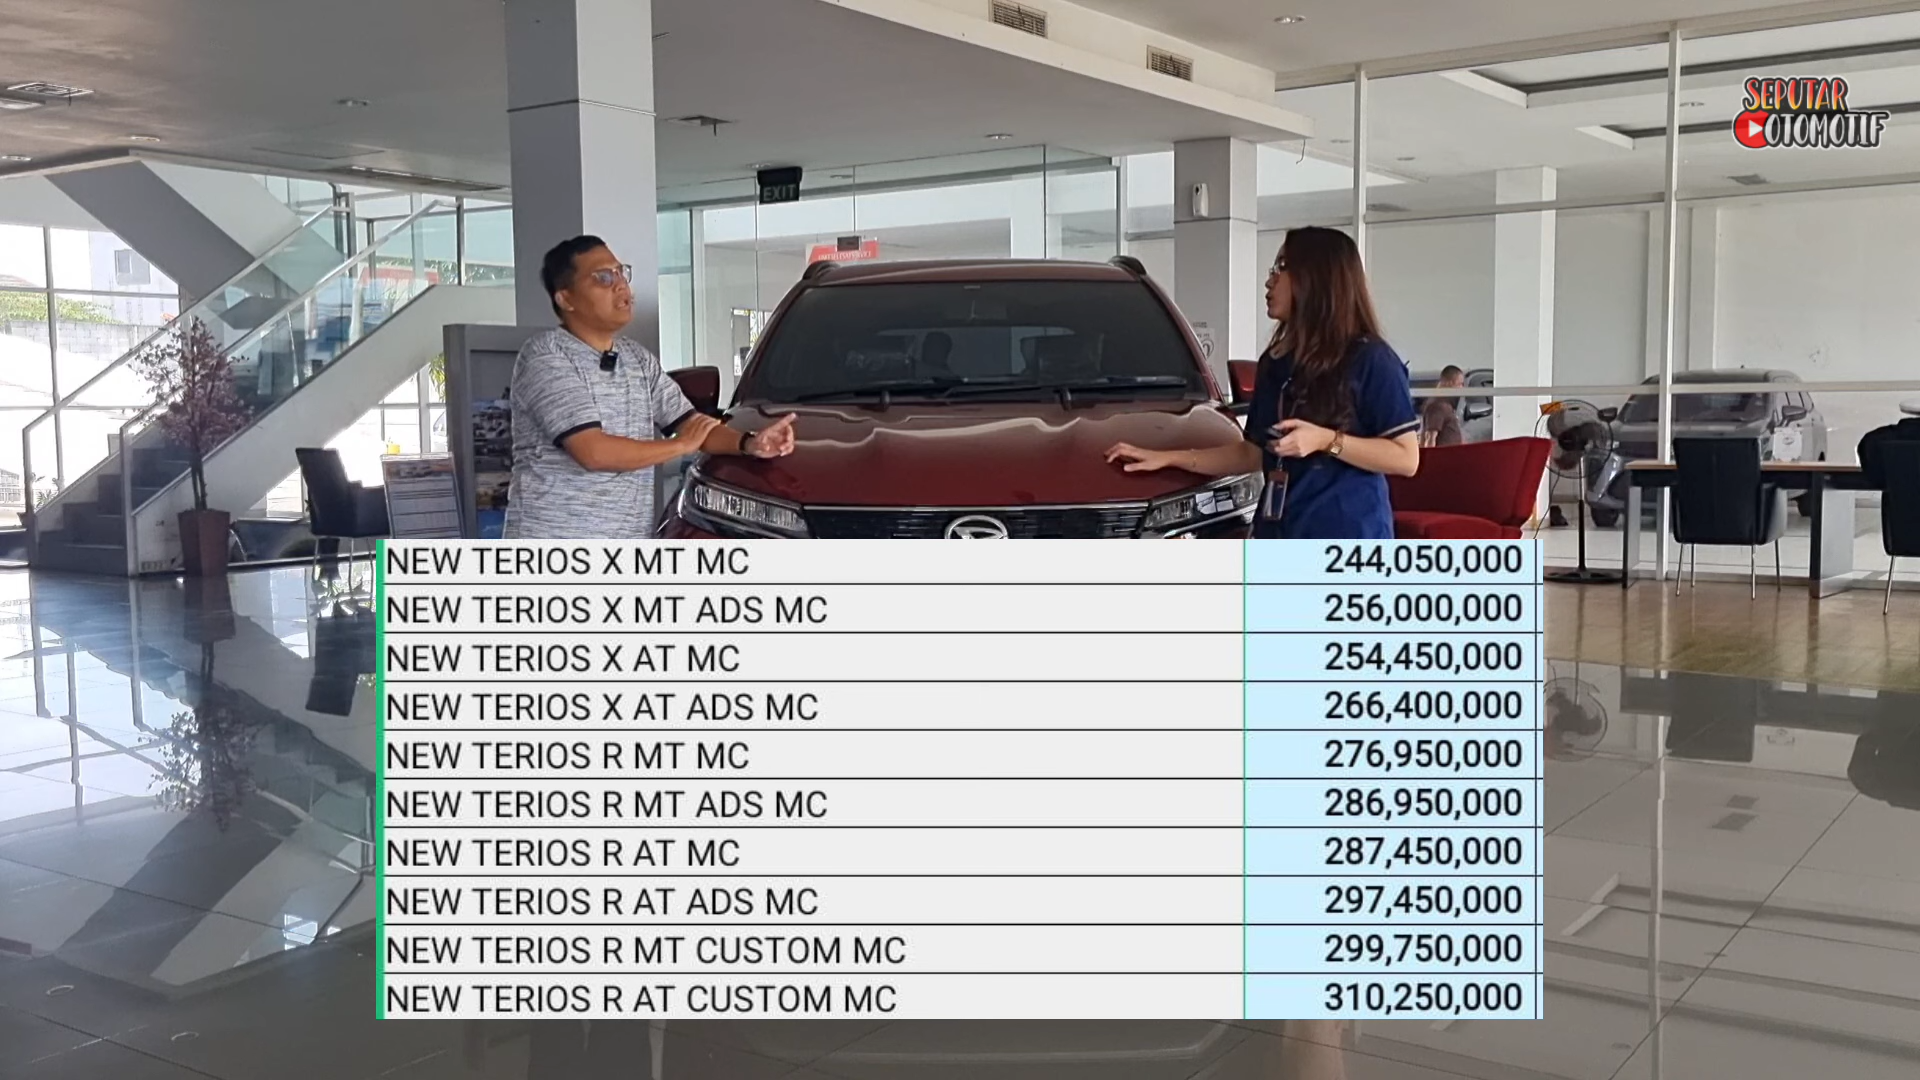 SEPUTAR
OTOMOTIF
EXIT
NEW TERIOS X MT MC 244,050,000
NEW TERIOS X MT ADS MC 256,000,000
NEW TERIOS X AT MC 254,450,000
NEW TERIOS X AT ADS MC 266,400,000
NEW TERIOS R MT MC 276,950,000
NEW TERIOS R MT ADS MC 286,950,000
NEW TERIOS R AT MC 287,450,000
NEW TERIOS R AT ADS MC 297,450,000
NEW TERIOS R MT CUSTOM MC 299,750,000
NEW TERIOS R AT CUSTOM MC 310,250,000